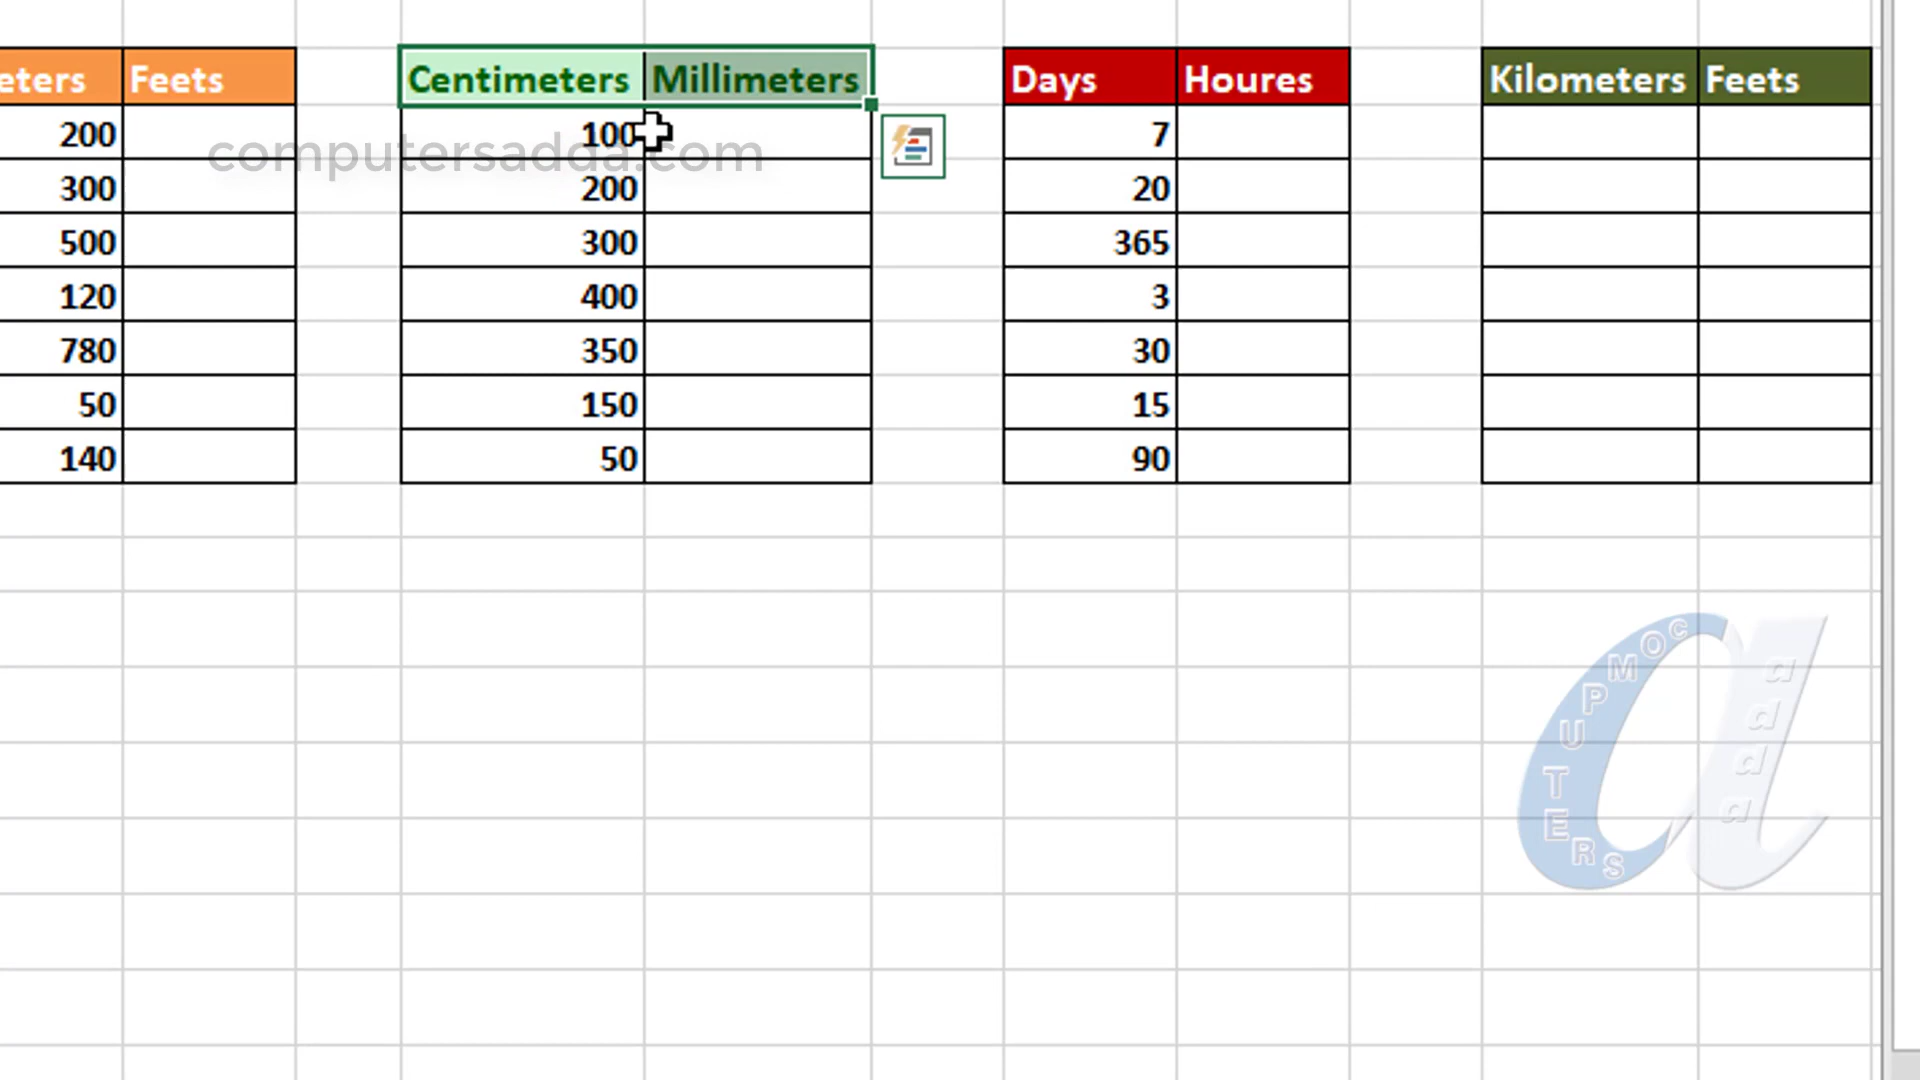 eters Feets Centimeters Millimeters Days Houres Kilometers Feets
200 100 7
computersadda.com
300 200 20
500 300 365
120 400 3
780 350 30
50 150 15
140 50 90
COMPUTERS
adda